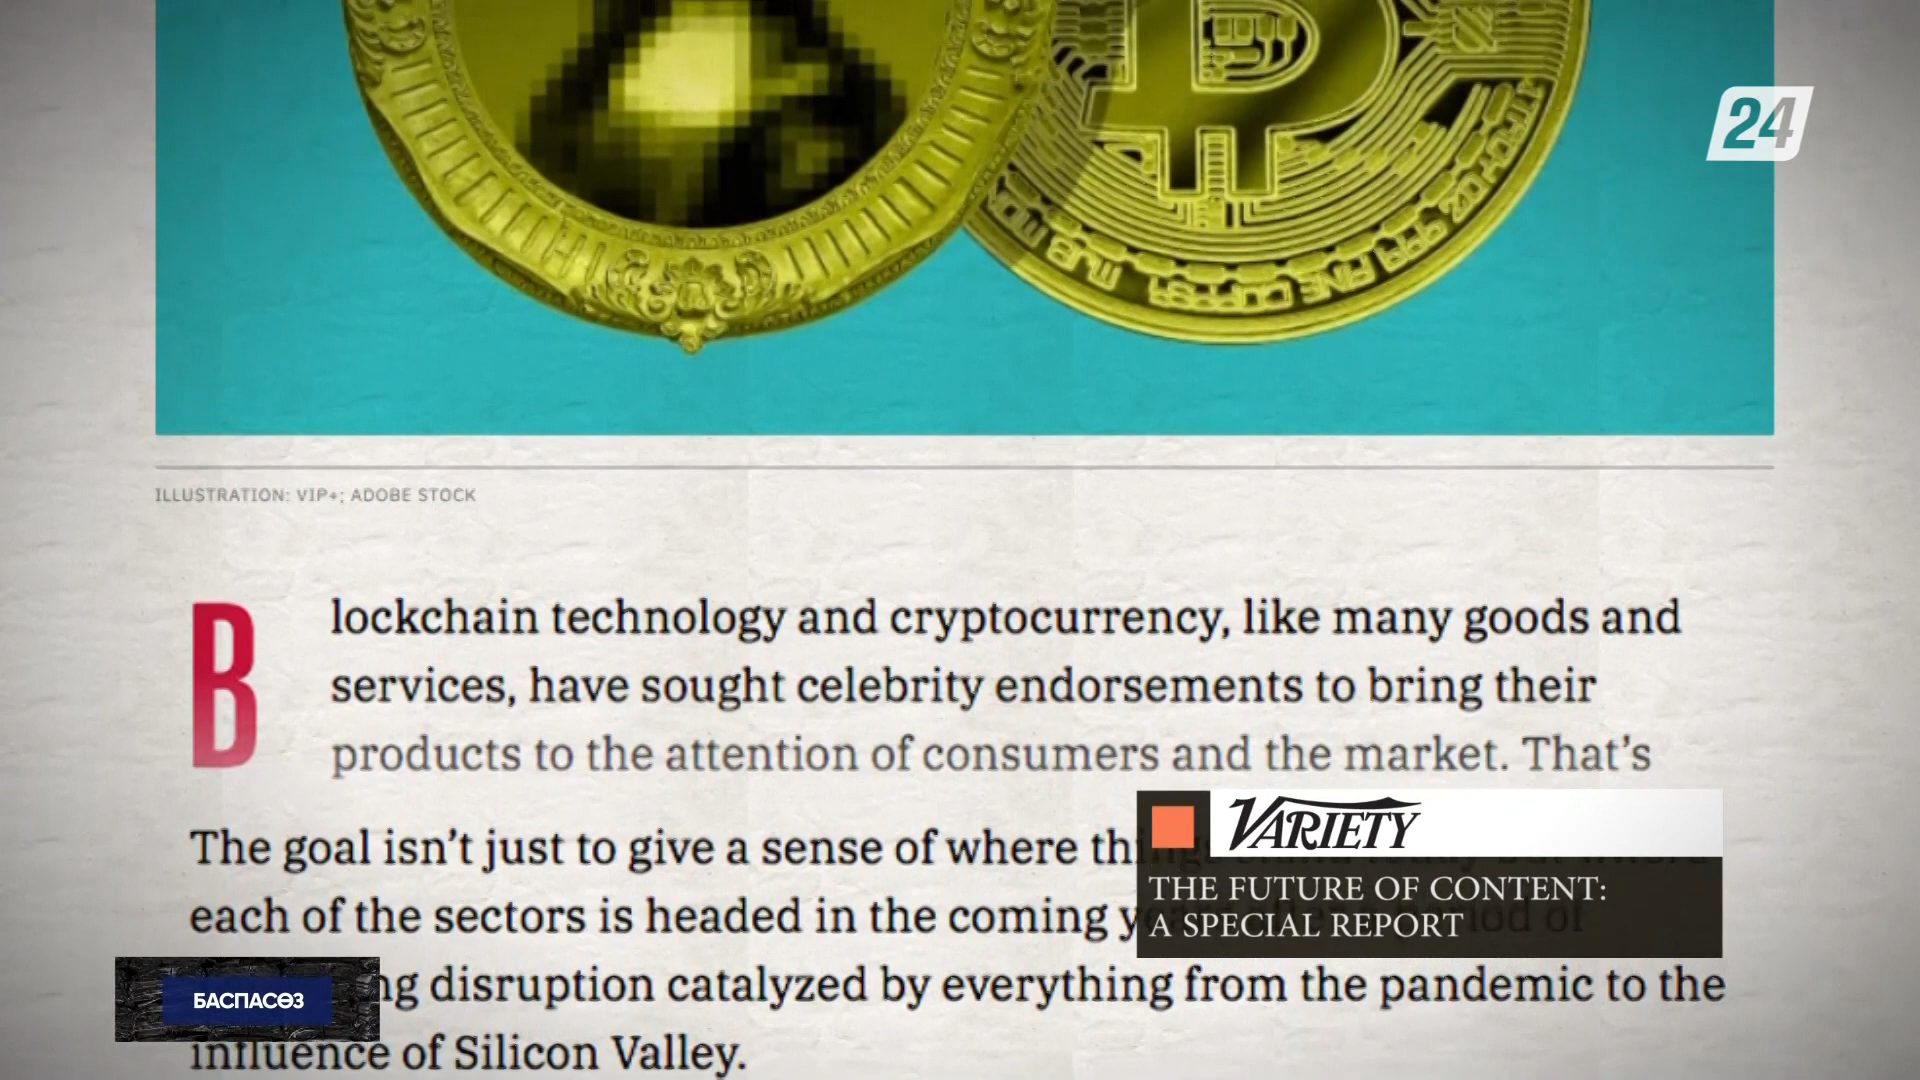 24
ILLUSTRATION: VIP+; ADOBE STOCK
Blockchain technology and cryptocurrency, like many goods and
services, have sought celebrity endorsements to bring their
products to the attention of consumers and the market. That's
VARIETY
THE FUTURE OF CONTENT:
A SPECIAL REPORT
The goal isn't just to give a sense of where things
each of the sectors is headed in the coming
disruption catalyzed by everything from the pandemic to the
influence of Silicon Valley.
БАСПАСӨЗ